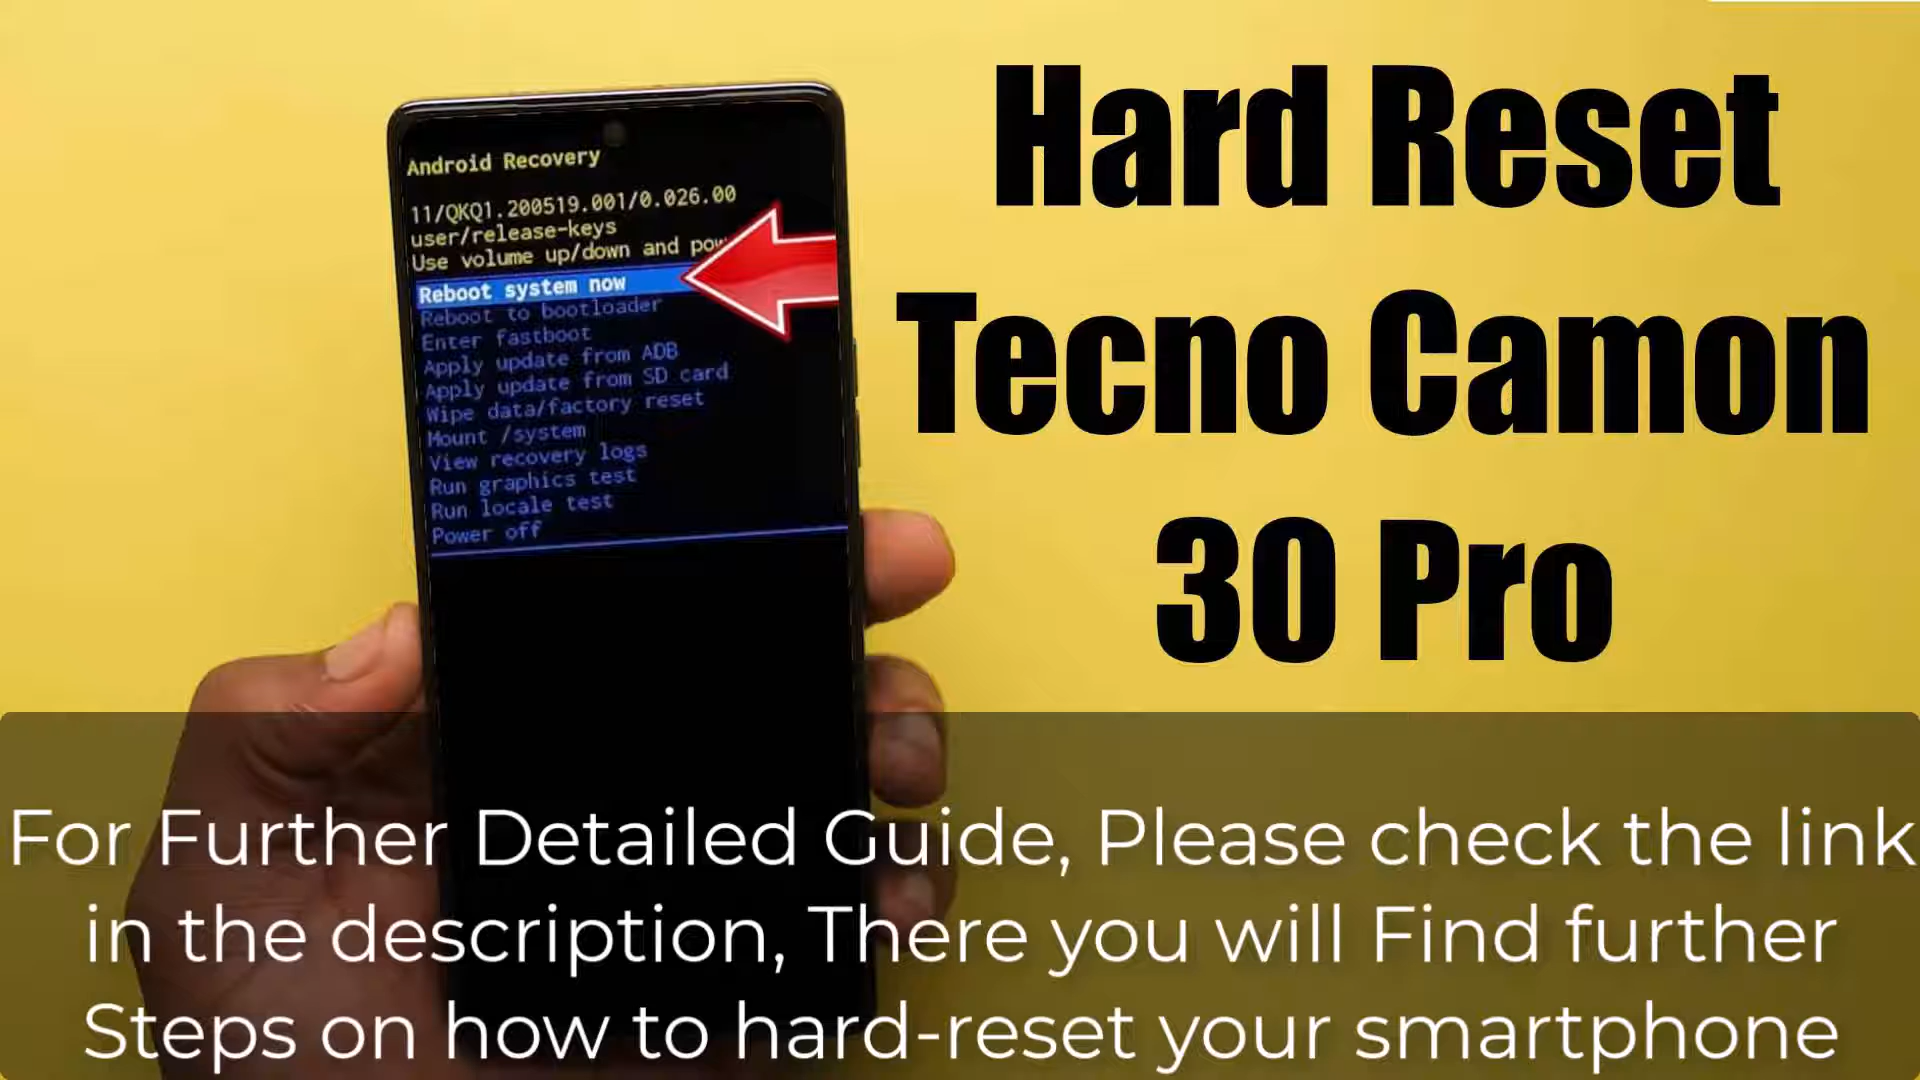 Android Recovery
11/QKQ1.200519.001/0.026.00
user/release-keys
Use volume up/down and
Reboot system now
Reboot to bootloader
Enter fastboot
Apply update from ADB
Apply update from SD card
Wipe data/factory reset
Mount /system
View recovery logs
Run graphics test
Run locale test
Power off
Hard Reset
Tecno Camon
30 Pro
For Further Detailed Guide, Please check the link
in the description, There you will Find further
Steps on how to hard-reset your smartphone